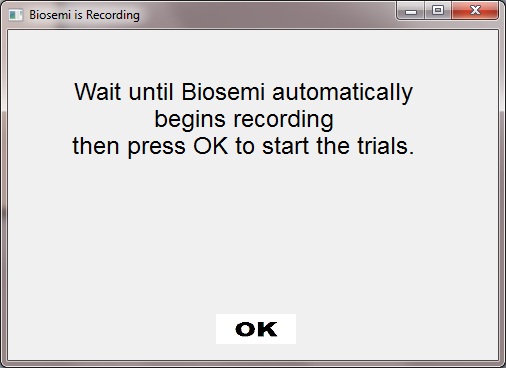 Biosemi is Recording
Wait until Biosemi automatically
begins recording
then press OK to start the trials.
OK